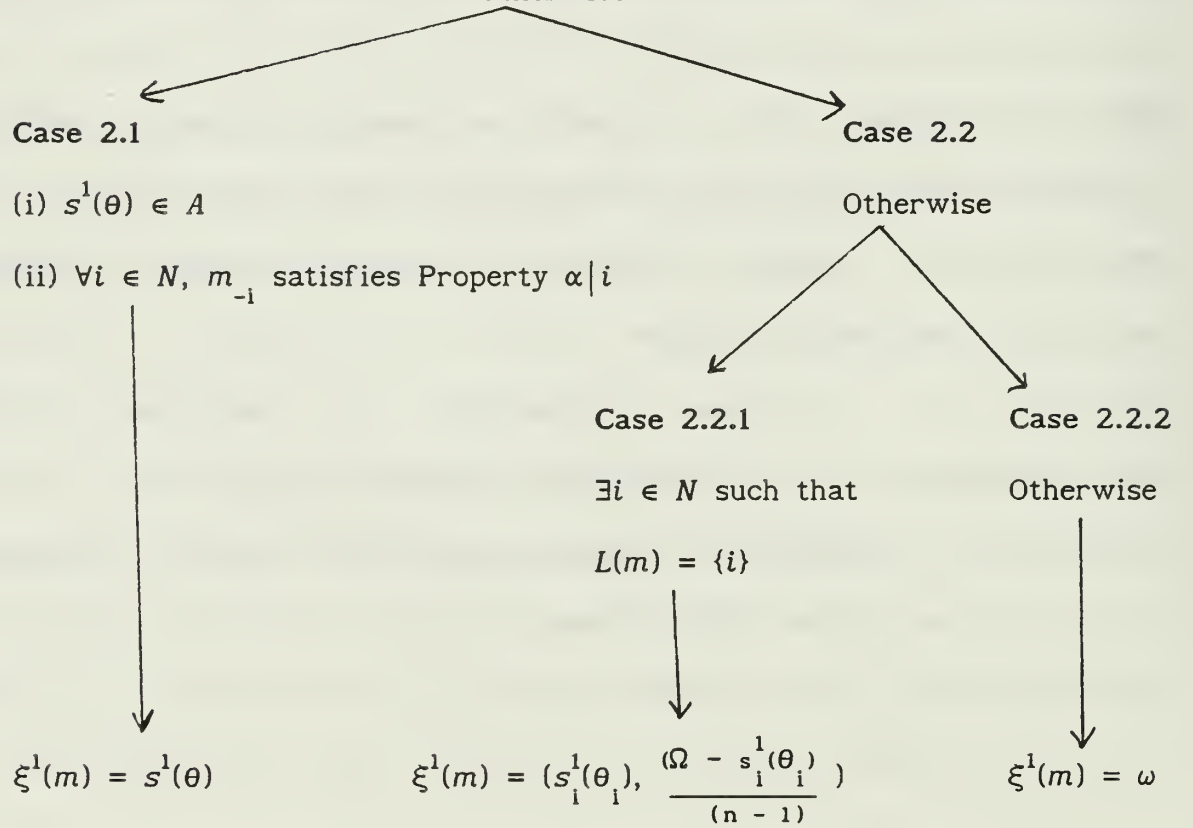 Case 2.1
(i) s¹(θ) ∈ A
(ii) ∀i ∈ N, m₋ᵢ satisfies Property α|i
Case 2.2
Otherwise
Case 2.2.1
∃i ∈ N such that
L(m) = {i}
Case 2.2.2
Otherwise
ξ¹(m) = s¹(θ)
ξ¹(m) = (s¹ᵢ(θᵢ), (Ω - s¹ᵢ(θᵢ)) / (n - 1) )
ξ¹(m) = ω